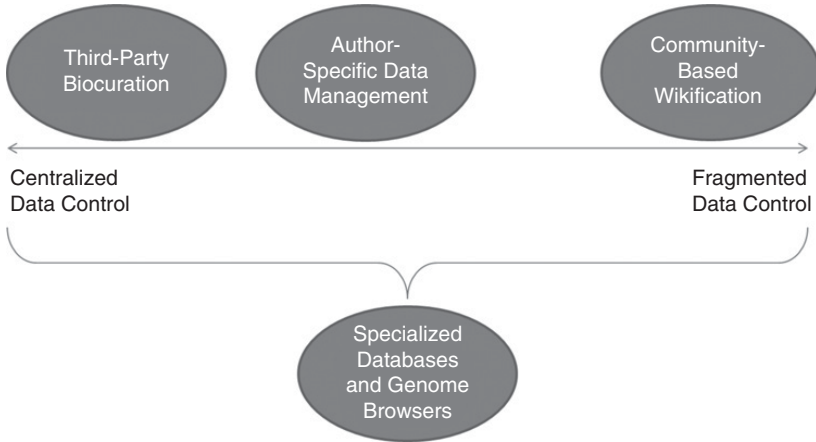 Third-Party
Biocuration
Author-
Specific Data
Management
Community-
Based
Wikification
Centralized
Data Control
Fragmented
Data Control
Specialized
Databases
and Genome
Browsers